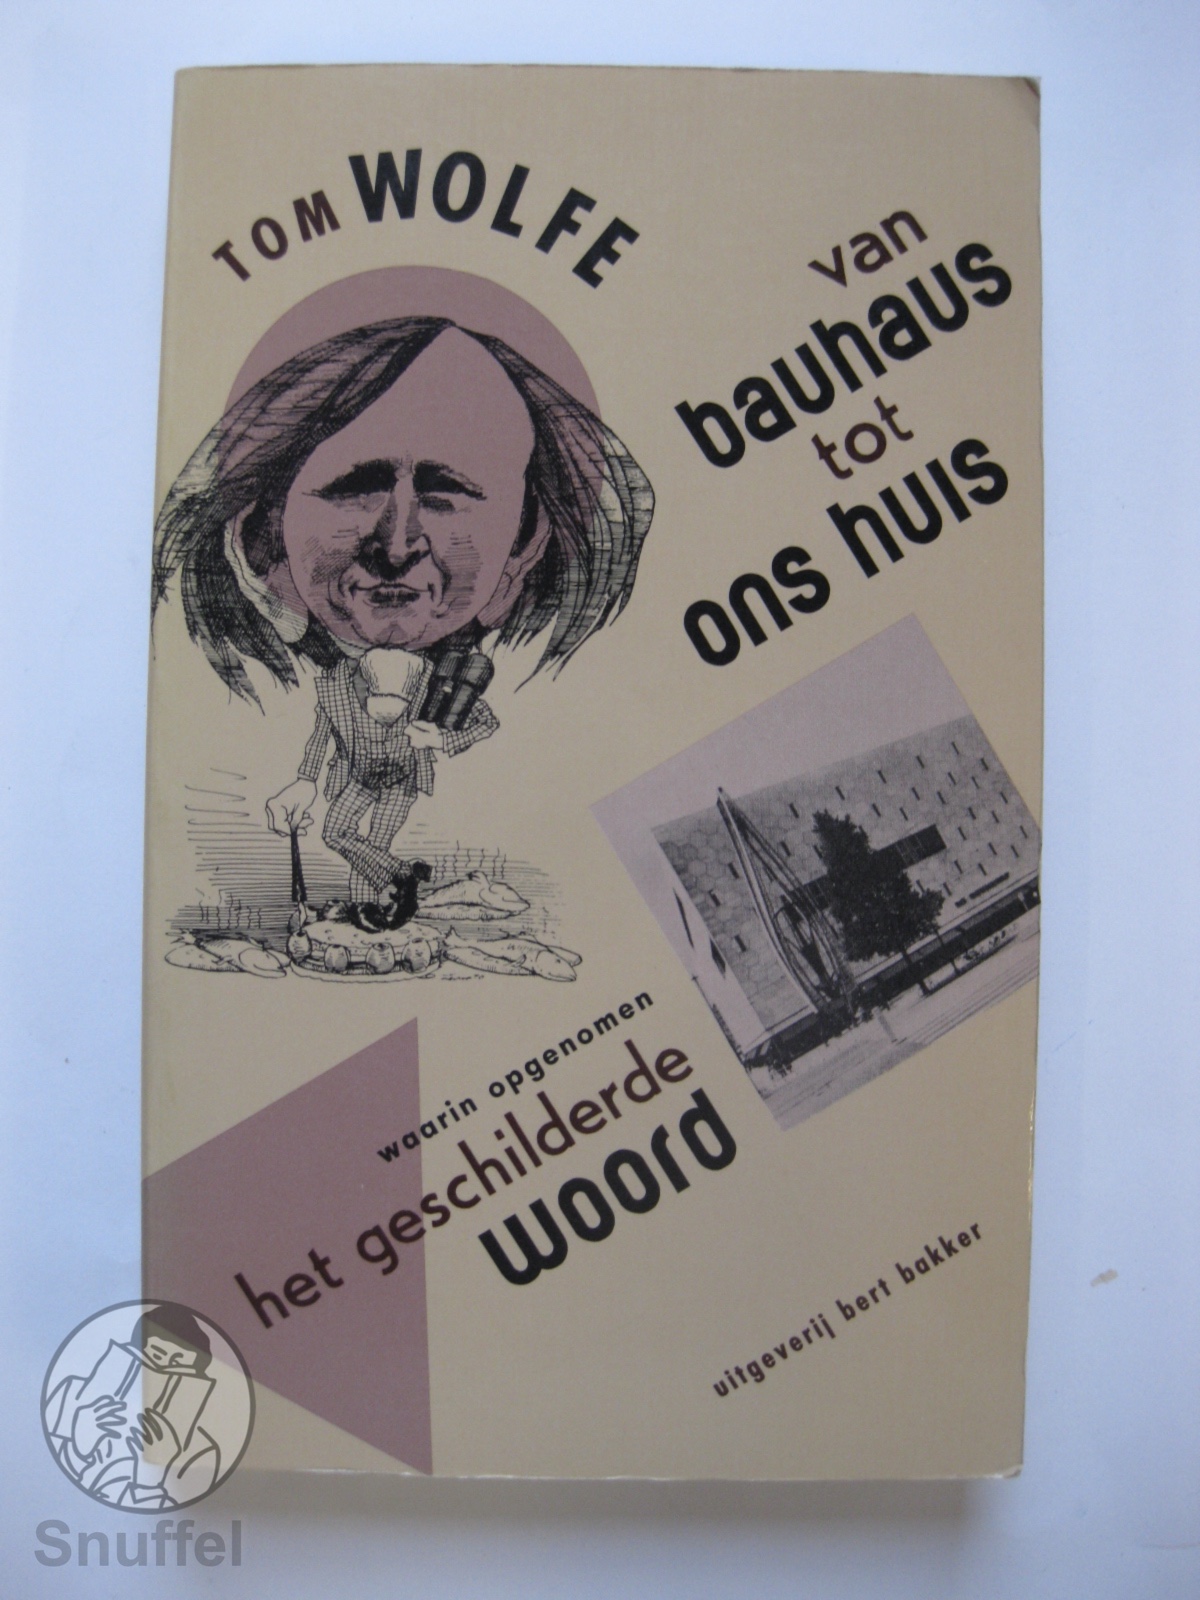 TOM WOLFE
van
bauhaus
tot
ons huis
waarin opgenomen
het geschilderde
woord
uitgeverij bert bakker
Snuffel